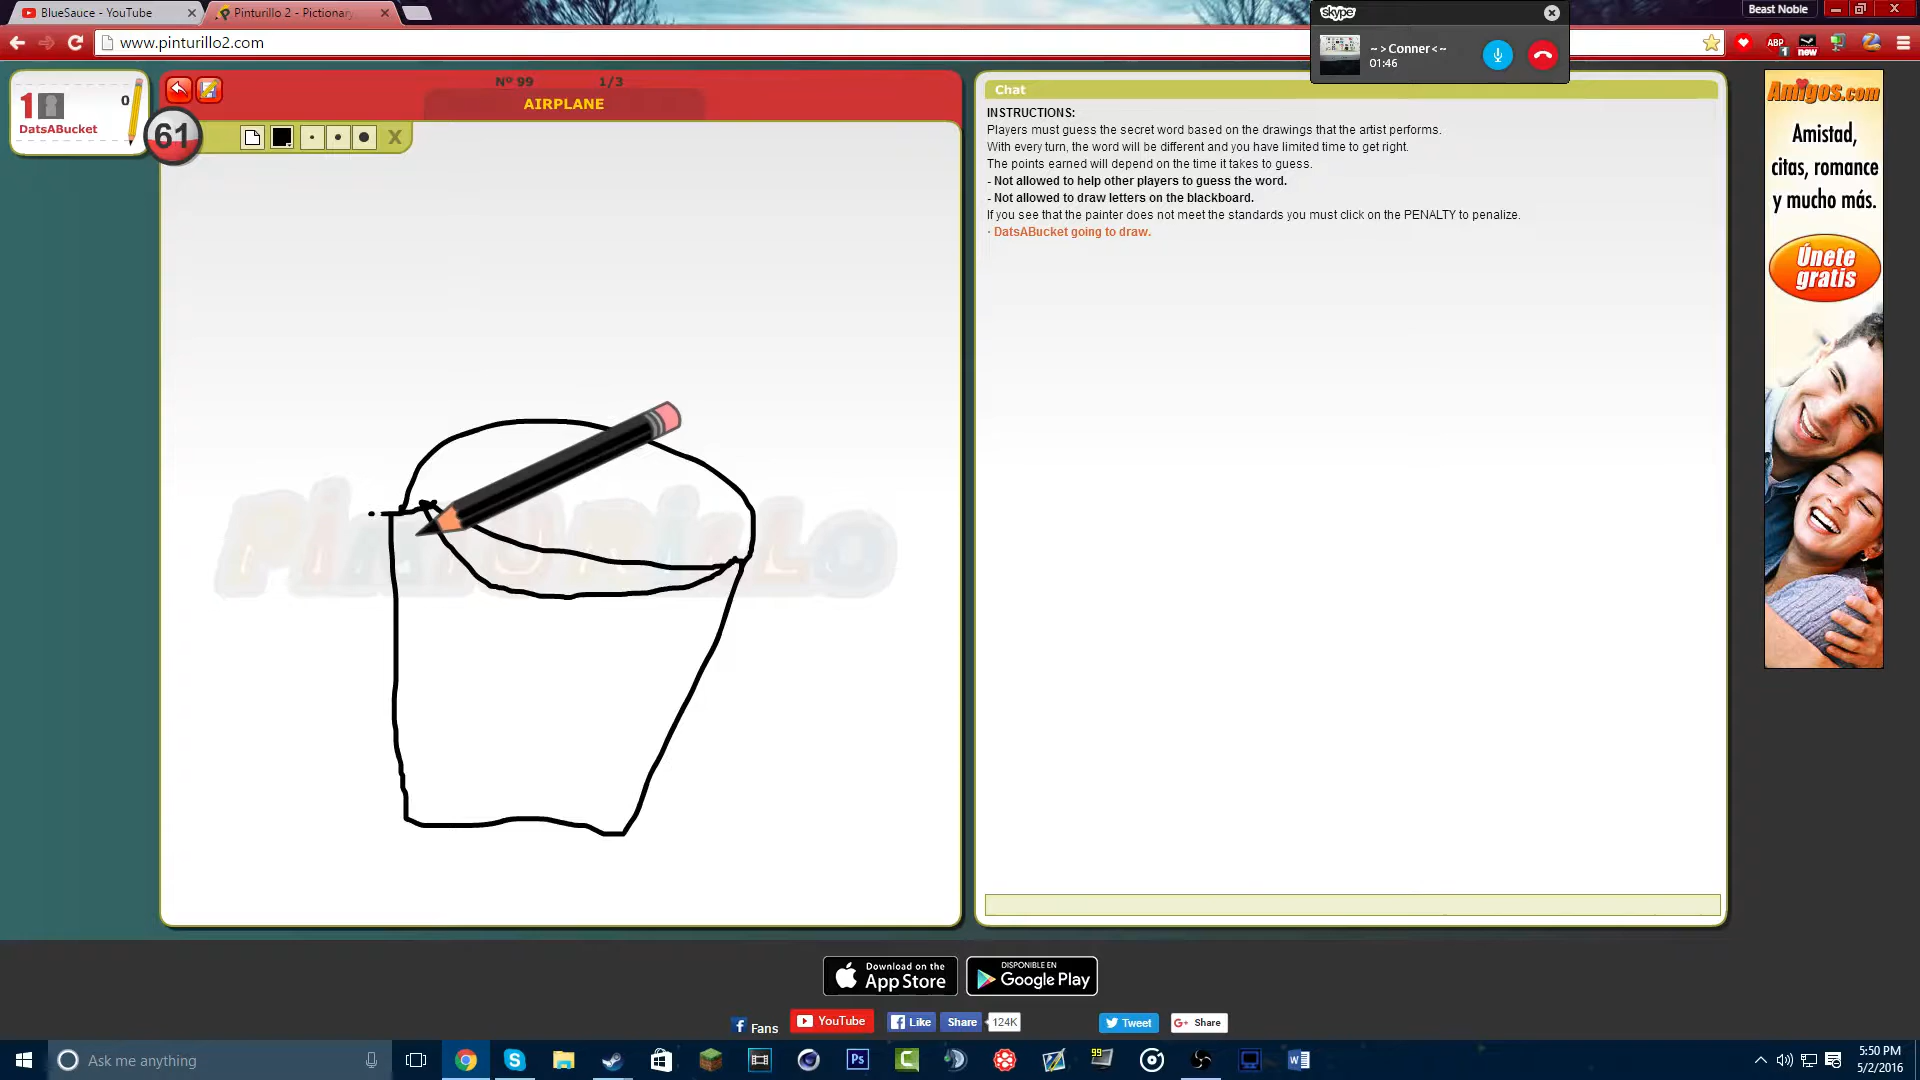 BlueSauce - YouTube
Pinturillo 2 - Pictionary
Beast Noble
www.pinturillo2.com
ABP
1
new
skype
~>Conner<~
01:46
1
0
DatsABucket
61
Nº 99
1/3
AIRPLANE
X
PINTURILLO
Chat
INSTRUCTIONS:
Players must guess the secret word based on the drawings that the artist performs.
With every turn, the word will be different and you have limited time to get right.
The points earned will depend on the time it takes to guess.
- Not allowed to help other players to guess the word.
- Not allowed to draw letters on the blackboard.
If you see that the painter does not meet the standards you must click on the PENALTY to penalize.
· DatsABucket going to draw.
Amigos.com
Amistad,
citas, romance
y mucho más.
Únete
gratis
Download on the
App Store
DISPONIBLE EN
Google Play
Fans
YouTube
Like
Share
124K
Tweet
G+ Share
Ask me anything
Ps
99
5:50 PM
5/2/2016